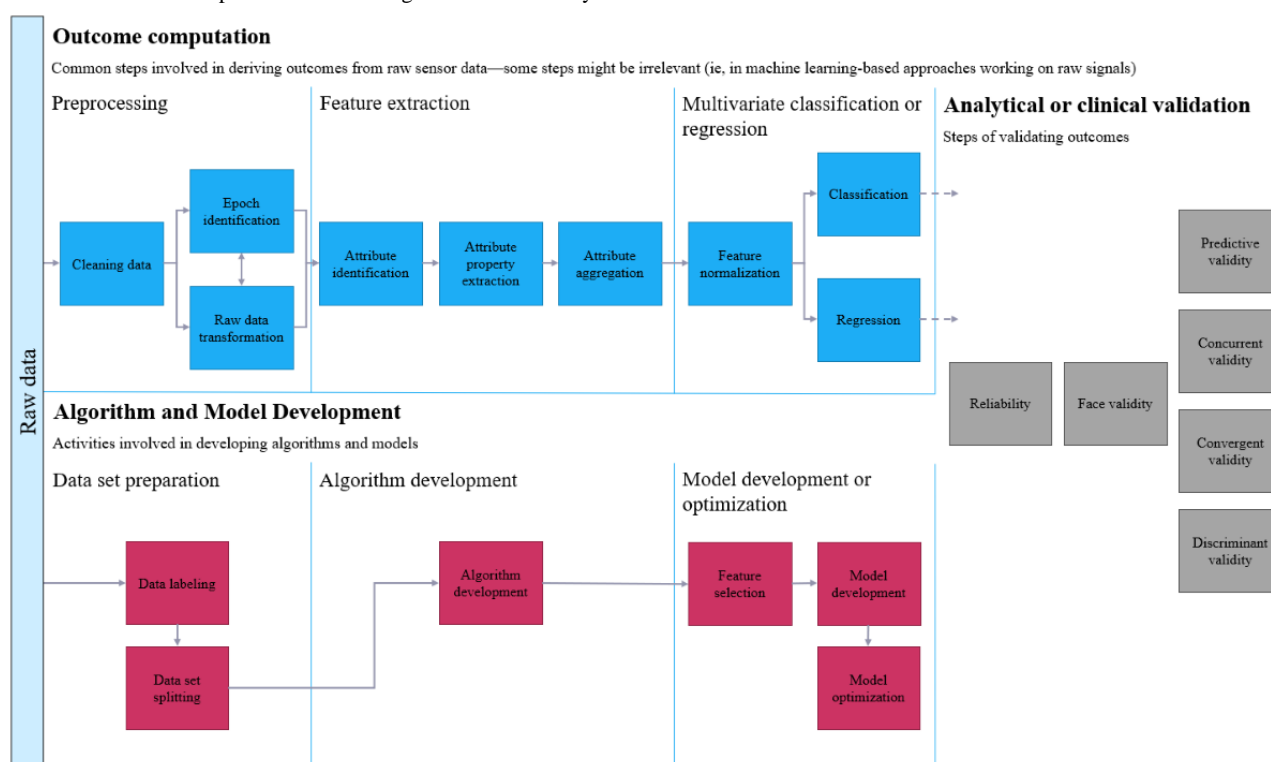 Outcome computation
Common steps involved in deriving outcomes from raw sensor data—some steps might be irrelevant (ie, in machine learning-based approaches working on raw signals)
Preprocessing
Feature extraction
Multivariate classification or
regression
Analytical or clinical validation
Steps of validating outcomes
Cleaning data
Epoch
identification
Raw data
transformation
Attribute
identification
Attribute
property
extraction
Attribute
aggregation
Feature
normalization
Classification
Regression
Reliability
Face validity
Predictive
validity
Concurrent
validity
Convergent
validity
Discriminant
validity
Raw data
Algorithm and Model Development
Activities involved in developing algorithms and models
Data set preparation
Algorithm development
Model development or
optimization
Data labeling
Data set
splitting
Algorithm
development
Feature
selection
Model
development
Model
optimization